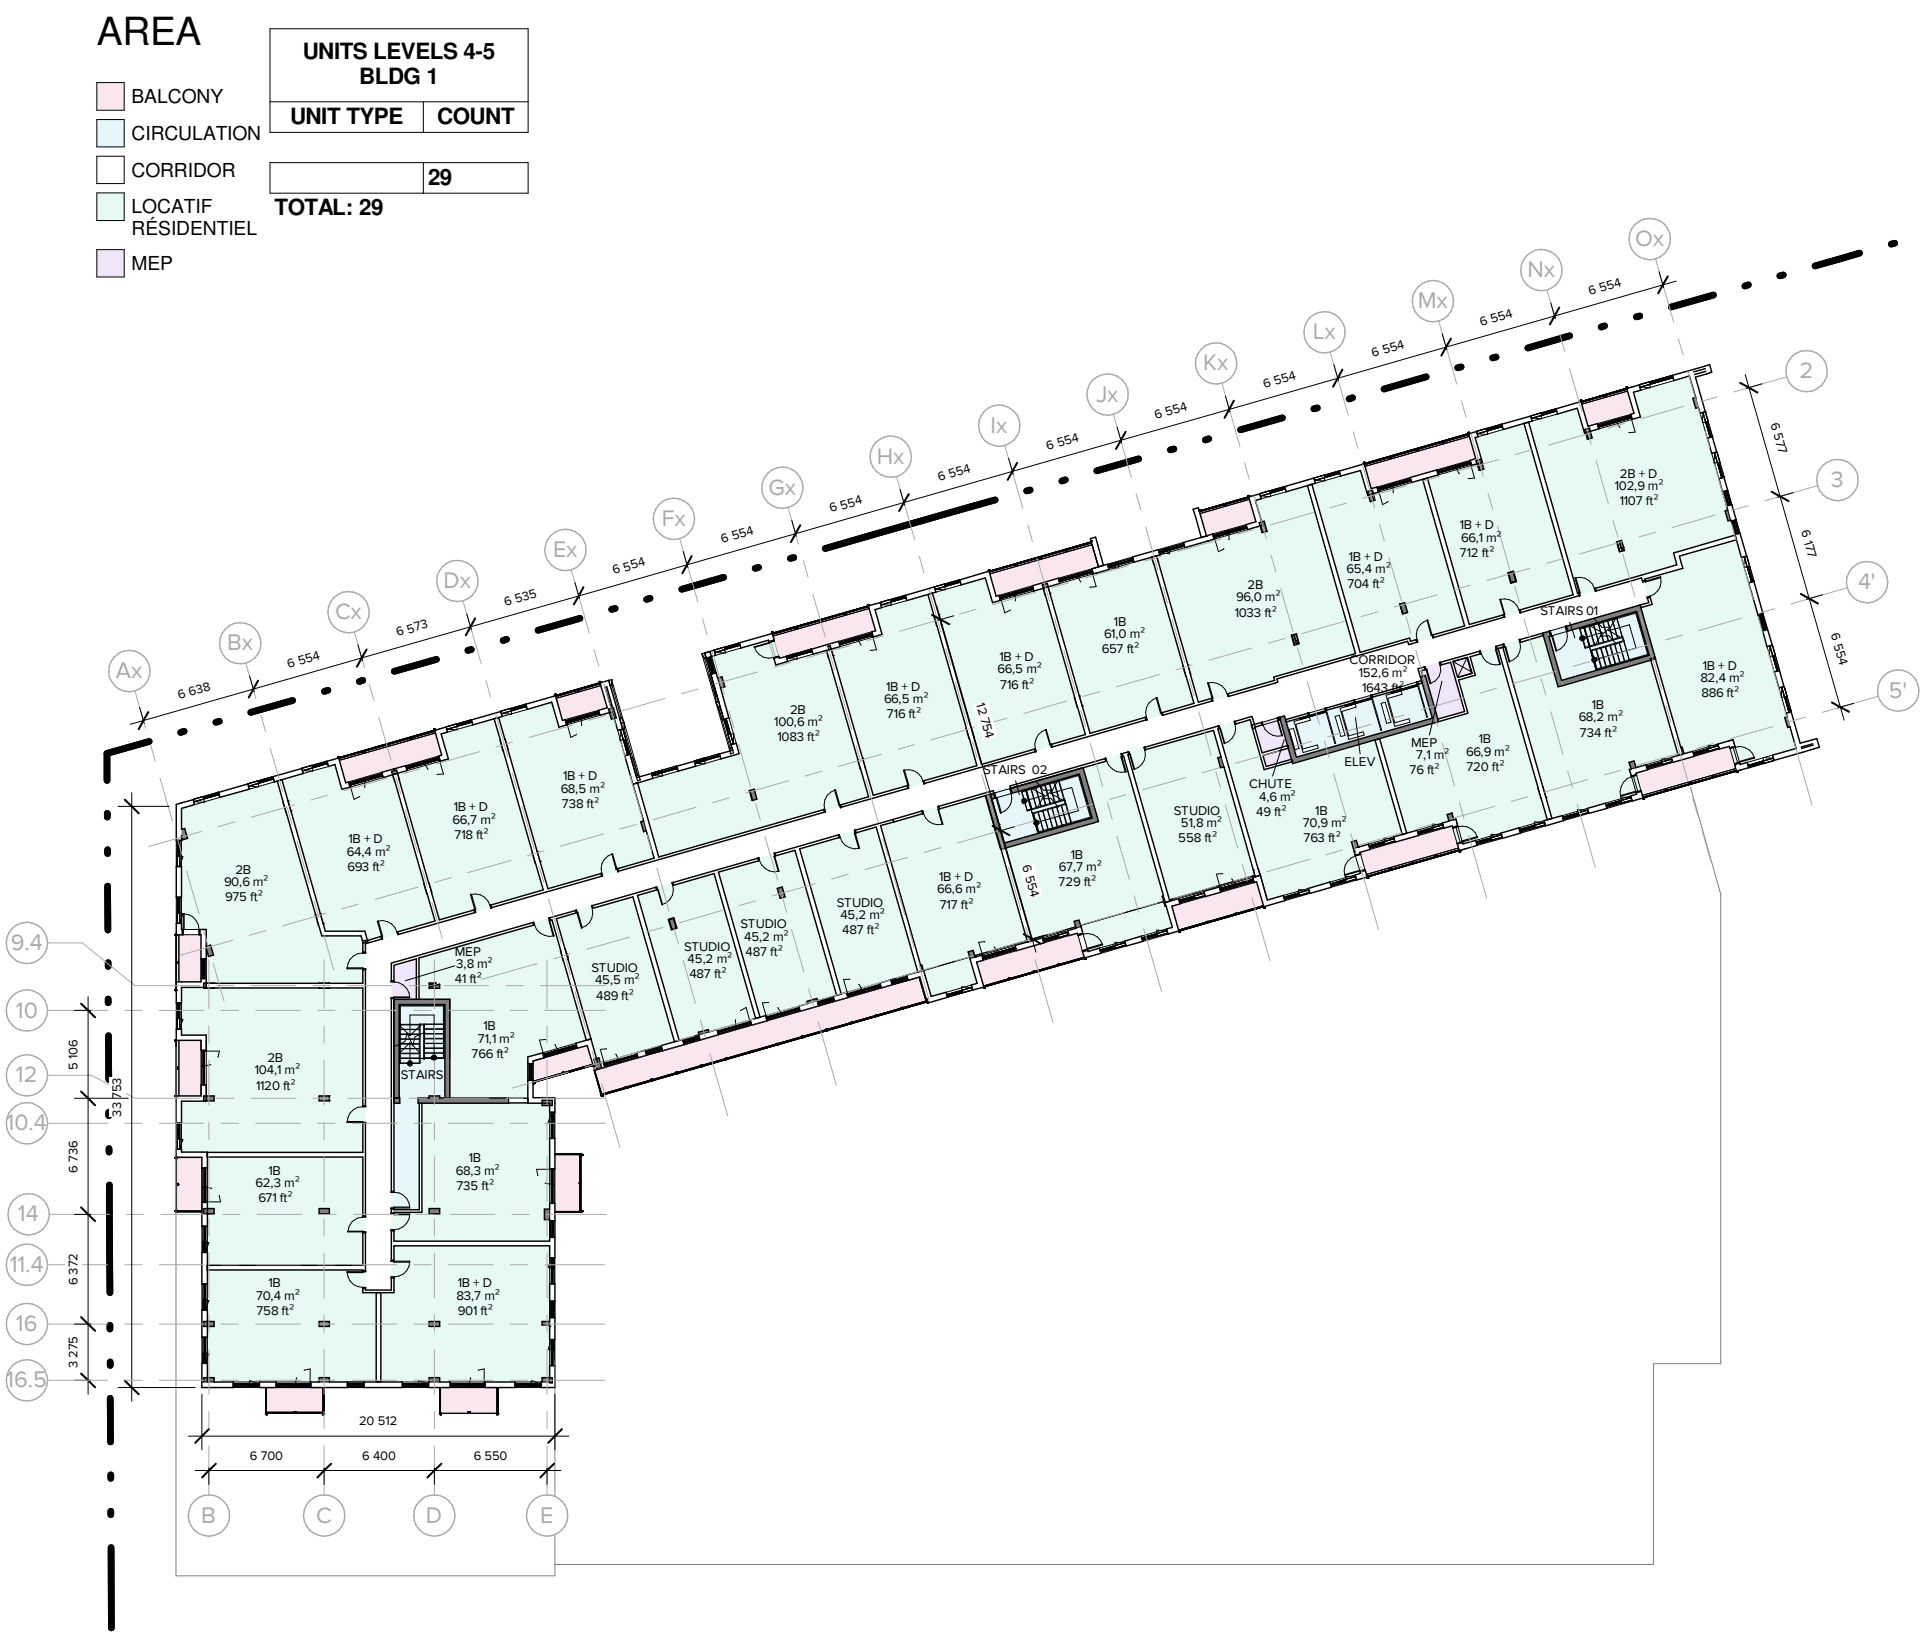 AREA
BALCONY
CIRCULATION
CORRIDOR
LOCATIF
RÉSIDENTIEL
MEP
UNITS LEVELS 4-5
BLDG 1
UNIT TYPE COUNT
29
TOTAL: 29
Ax
Bx
Cx
Dx
Ex
Fx
Gx
Hx
Ix
Jx
Kx
Lx
Mx
Nx
Ox
6 638
6 554
6 573
6 535
6 554
6 554
6 554
6 554
6 554
6 554
6 554
6 554
6 554
6 554
2
3
4'
5'
6 577
6 177
6 554
2B
90,6 m²
975 ft²
1B + D
64,4 m²
693 ft²
1B + D
66,7 m²
718 ft²
1B + D
68,5 m²
738 ft²
2B
100,6 m²
1083 ft²
1B + D
66,5 m²
716 ft²
1B + D
66,5 m²
716 ft²
1B
61,0 m²
657 ft²
2B
96,0 m²
1033 ft²
1B + D
65,4 m²
704 ft²
1B + D
66,1 m²
712 ft²
2B + D
102,9 m²
1107 ft²
1B + D
82,4 m²
886 ft²
STAIRS 01
1B
68,2 m²
734 ft²
CORRIDOR
152,6 m²
1643 ft²
1B
66,9 m²
720 ft²
MEP
7,1 m²
76 ft²
ELEV
CHUTE
4,6 m²
49 ft²
1B
70,9 m²
763 ft²
STUDIO
51,8 m²
558 ft²
STAIRS 02
12 754
6 554
1B
67,7 m²
729 ft²
1B + D
66,6 m²
717 ft²
STUDIO
45,2 m²
487 ft²
STUDIO
45,2 m²
487 ft²
STUDIO
45,2 m²
487 ft²
STUDIO
45,5 m²
489 ft²
MEP
3,8 m²
41 ft²
1B
71,1 m²
766 ft²
STAIRS
2B
104,1 m²
1120 ft²
1B
62,3 m²
671 ft²
1B
68,3 m²
735 ft²
1B
70,4 m²
758 ft²
1B + D
83,7 m²
901 ft²
9.4
10
12
10.4
14
11.4
16
16.5
5 106
6 736
6 372
3 275
33 753
20 512
6 700
6 400
6 550
B
C
D
E